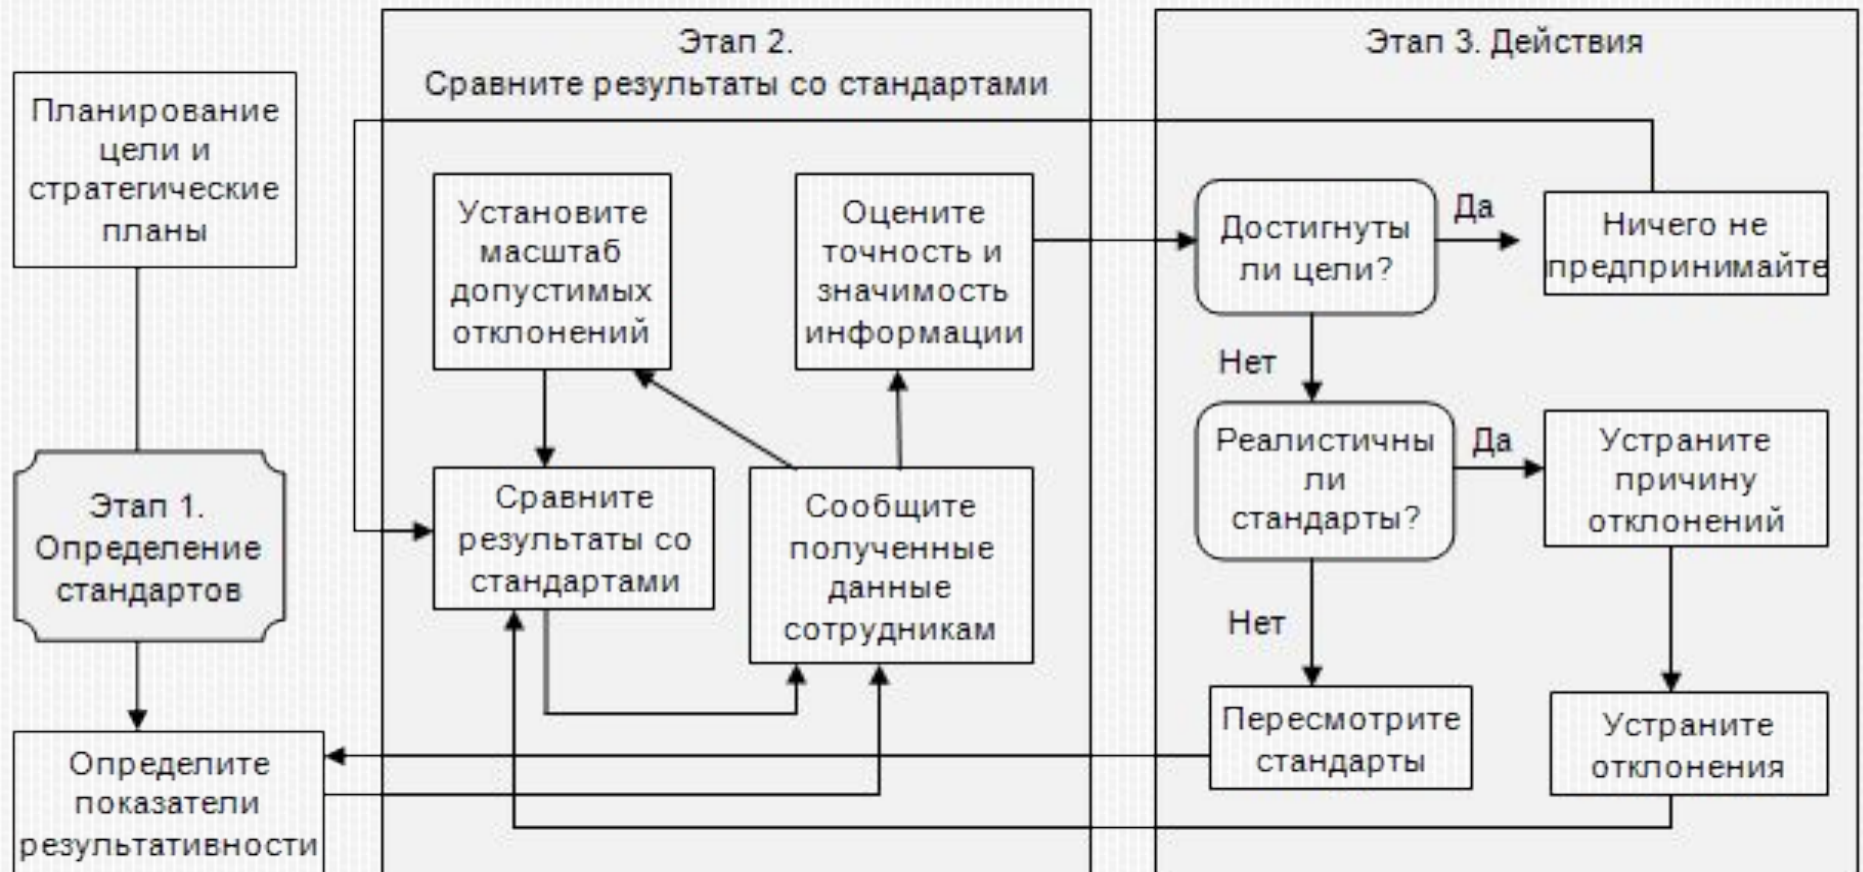 Планирование
цели и
стратегические
планы
Этап 1.
Определение
стандартов
Определите
показатели
результативности
Этап 2.
Сравните результаты со стандартами
Установите
масштаб
допустимых
отклонений
Оцените
точность и
значимость
информации
Сравните
результаты со
стандартами
Сообщите
полученные
данные
сотрудникам
Этап 3. Действия
Достигнуты
ли цели?
Да
Ничего не
предпринимайте
Нет
Реалистичны
ли
стандарты?
Да
Устраните
причину
отклонений
Нет
Пересмотрите
стандарты
Устраните
отклонения